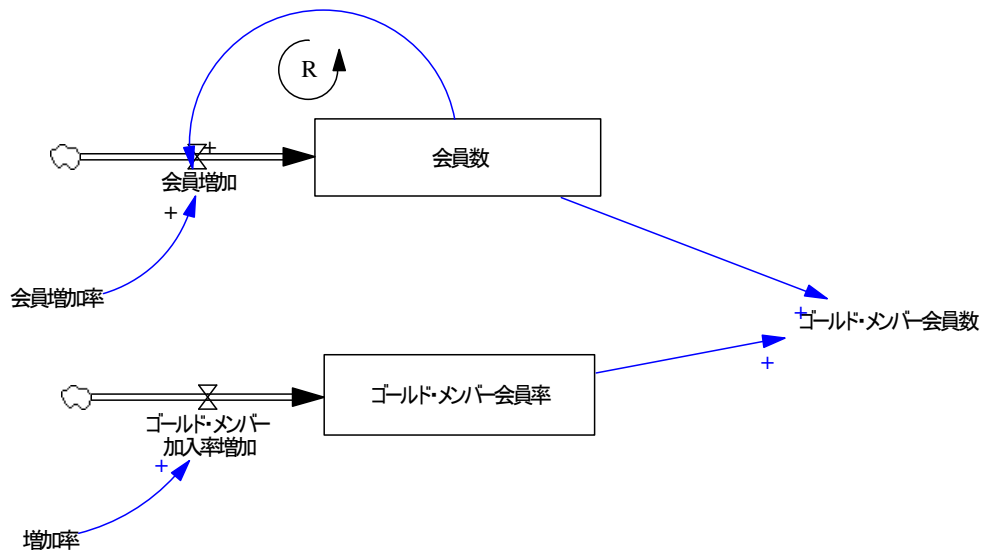 R
+
会員数
会員増加
+
会員増加率
+
ゴールド・メンバー会員数
+
ゴールド・メンバー会員率
ゴールド・メンバー
加入率増加
+
増加率